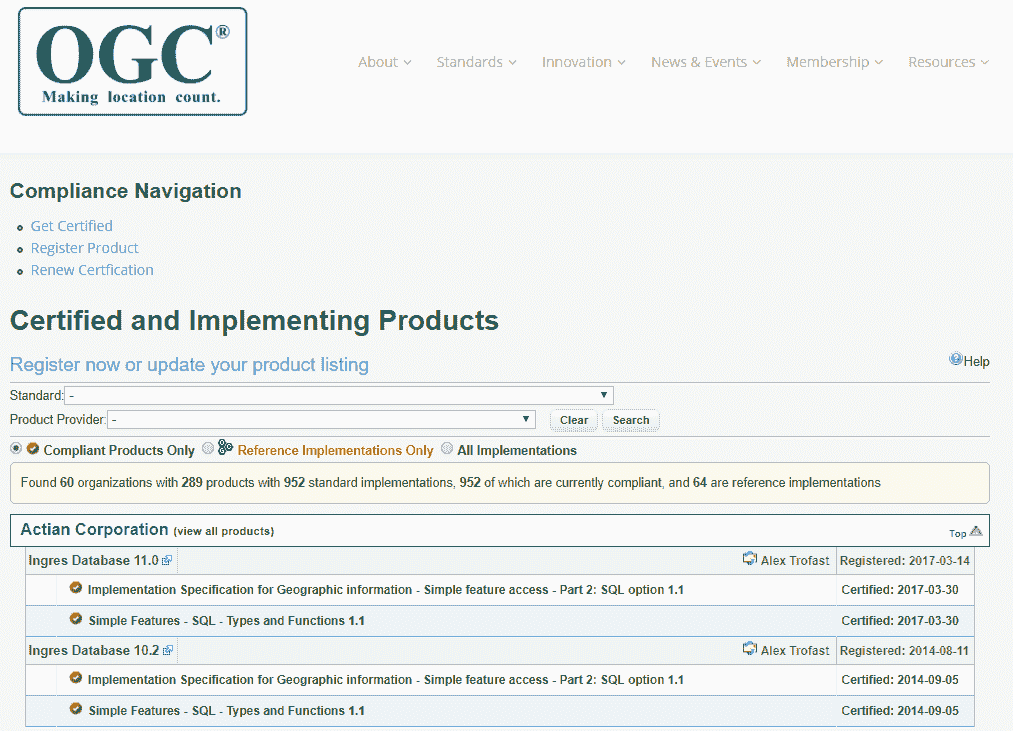 OGC®
Making location count.
About Standards Innovation News & Events Membership Resources
Compliance Navigation
Get Certified
Register Product
Renew Certfication
Certified and Implementing Products
Register now or update your product listing Help
Standard: -
Product Provider: - Clear Search
Compliant Products Only Reference Implementations Only All Implementations
Found 60 organizations with 289 products with 952 standard implementations, 952 of which are currently compliant, and 64 are reference implementations
Actian Corporation (view all products) Top
Ingres Database 11.0 Alex Trofast Registered: 2017-03-14
Implementation Specification for Geographic information - Simple feature access - Part 2: SQL option 1.1 Certified: 2017-03-30
Simple Features - SQL - Types and Functions 1.1 Certified: 2017-03-30
Ingres Database 10.2 Alex Trofast Registered: 2014-08-11
Implementation Specification for Geographic information - Simple feature access - Part 2: SQL option 1.1 Certified: 2014-09-05
Simple Features - SQL - Types and Functions 1.1 Certified: 2014-09-05